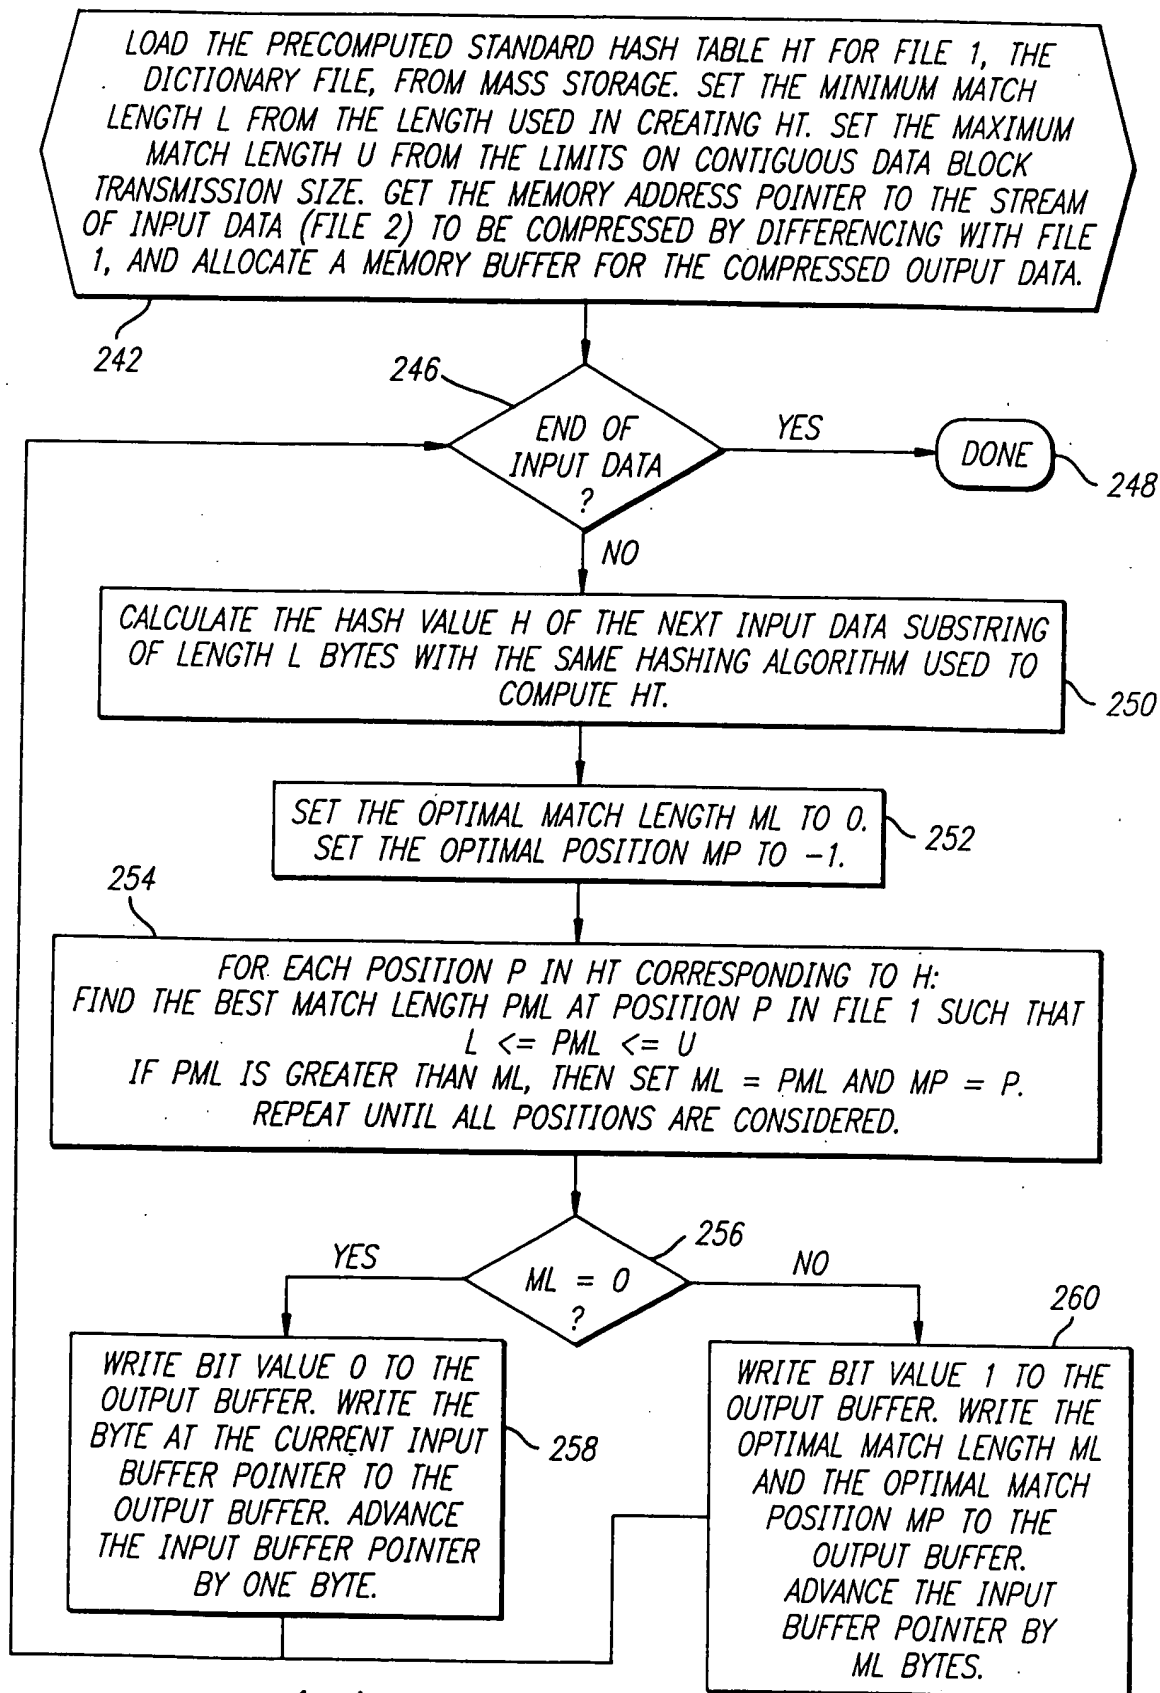 LOAD THE PRECOMPUTED STANDARD HASH TABLE HT FOR FILE 1, THE
DICTIONARY FILE, FROM MASS STORAGE. SET THE MINIMUM MATCH
LENGTH L FROM THE LENGTH USED IN CREATING HT. SET THE MAXIMUM
MATCH LENGTH U FROM THE LIMITS ON CONTIGUOUS DATA BLOCK
TRANSMISSION SIZE. GET THE MEMORY ADDRESS POINTER TO THE STREAM
OF INPUT DATA (FILE 2) TO BE COMPRESSED BY DIFFERENCING WITH FILE
1, AND ALLOCATE A MEMORY BUFFER FOR THE COMPRESSED OUTPUT DATA.
242
246
END OF
INPUT DATA
?
YES
DONE
248
NO
CALCULATE THE HASH VALUE H OF THE NEXT INPUT DATA SUBSTRING
OF LENGTH L BYTES WITH THE SAME HASHING ALGORITHM USED TO
COMPUTE HT.
250
SET THE OPTIMAL MATCH LENGTH ML TO 0.
SET THE OPTIMAL POSITION MP TO -1.
252
254
FOR EACH POSITION P IN HT CORRESPONDING TO H:
FIND THE BEST MATCH LENGTH PML AT POSITION P IN FILE 1 SUCH THAT
L <= PML <= U
IF PML IS GREATER THAN ML, THEN SET ML = PML AND MP = P.
REPEAT UNTIL ALL POSITIONS ARE CONSIDERED.
256
YES
ML = 0
?
NO
260
WRITE BIT VALUE 0 TO THE
OUTPUT BUFFER. WRITE THE
BYTE AT THE CURRENT INPUT
BUFFER POINTER TO THE
OUTPUT BUFFER. ADVANCE
THE INPUT BUFFER POINTER
BY ONE BYTE.
258
WRITE BIT VALUE 1 TO THE
OUTPUT BUFFER. WRITE THE
OPTIMAL MATCH LENGTH ML
AND THE OPTIMAL MATCH
POSITION MP TO THE
OUTPUT BUFFER.
ADVANCE THE INPUT
BUFFER POINTER BY
ML BYTES.